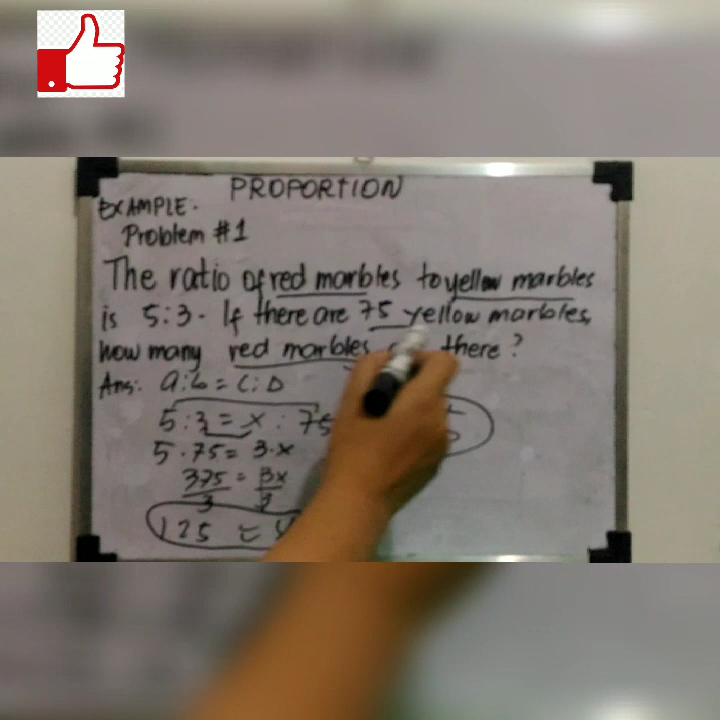 PROPORTION
EXAMPLE.
Problem #1
The ratio of red marbles to yellow marbles
is 5:3. If there are 75 yellow marbles,
how many red marbles there?
Ans: a:b = c:D
5:3 = x : 75
5.75 = 3.x
375 = 3x
3 3
125 =